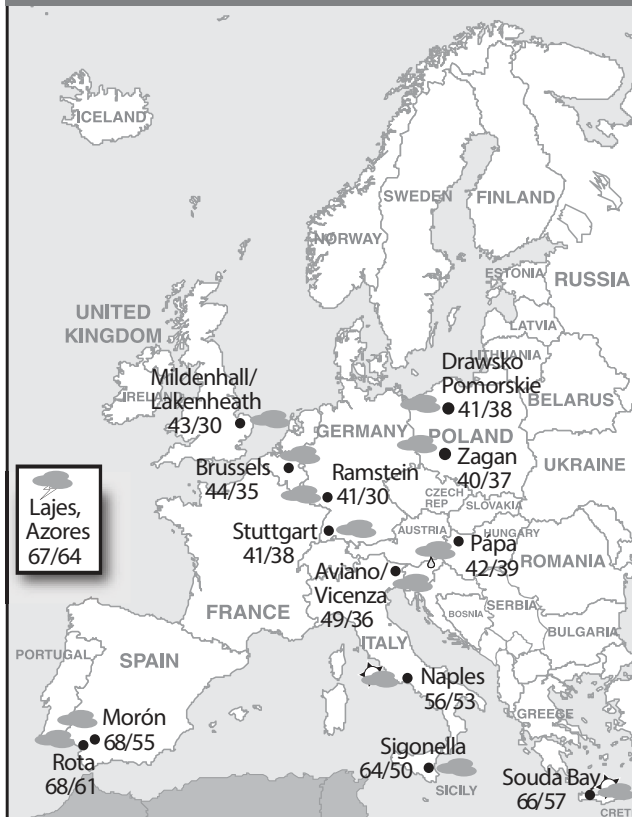 ICELAND
SWEDEN
FINLAND
NORWAY
ESTONIA
RUSSIA
UNITED
KINGDOM
LATVIA
LITHUANIA
Drawsko
Pomorskie
41/38
BELARUS
Mildenhall/
Lakenheath
43/30
IRELAND
GERMANY
POLAND
Zagan
40/37
UKRAINE
Brussels
44/35
Ramstein
41/30
CZECH
REP
SLOVAKIA
Lajes,
Azores
67/64
Stuttgart
41/38
AUSTRIA
HUNGARY
Pápa
42/39
ROMANIA
Aviano/
Vicenza
49/36
FRANCE
BOSNIA
SERBIA
BULGARIA
ITALY
PORTUGAL
SPAIN
Naples
56/53
GREECE
Morón
68/55
Rota
68/61
Sigonella
64/50
SICILY
Souda Bay
66/57
CRET